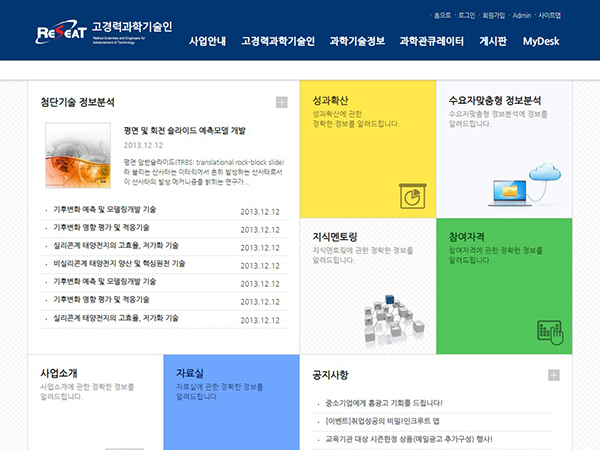 홈으로 · 로그인 · 회원가입 · Admin · 사이트맵
ReSEAT 고경력과학기술인
Retired Scientists and Engineers for
Advancement of Technology
사업안내 고경력과학기술인 과학기술정보 과학관큐레이터 게시판 MyDesk
첨단기술 정보분석
평면 및 회전 슬라이드 예측모델 개발
2013.12.12
평면 암반슬라이드(TRBS: translational rock-block slide)
라 불리는 산사태는 이터리에서 흔히 발생하는 산사태로서
이 산사태의 발생 메커니즘을 밝히는 연구가...
· 기후변화 예측 및 모델링개발 기술 2013.12.12
· 기후변화 영향 평가 및 적응기술 2013.12.12
· 실리콘계 태양전지의 고효율, 저가화 기술 2013.12.12
· 비실리콘계 태양전지 양산 및 핵심원천 기술 2013.12.12
· 기후변화 예측 및 모델링개발 기술 2013.12.12
· 기후변화 영향 평가 및 적응기술 2013.12.12
· 실리콘계 태양전지의 고효율, 저가화 기술 2013.12.12
성과확산
성과확산에 관한
정확한 정보를 알려드립니다.
수요자맞춤형 정보분석
수요자맞춤형 정보분석에 정확한 정보를
알려드립니다.
지식멘토링
지식멘토링에 관한 정확한 정보를
알려드립니다.
참여자격
참여자격에 관한 정확한 정보를
알려드립니다.
사업소개
사업소개에 관한 정확한 정보를
알려드립니다.
자료실
자료실에 관한 정확한 정보를
알려드립니다.
공지사항
· 중소기업에게 홍광고 기회를 드립니다!
· [이벤트]취업성공의 비밀!인크루트 앱
· 교육기관 대상 시즌한정 상품(메일광고 추가구성) 행사!